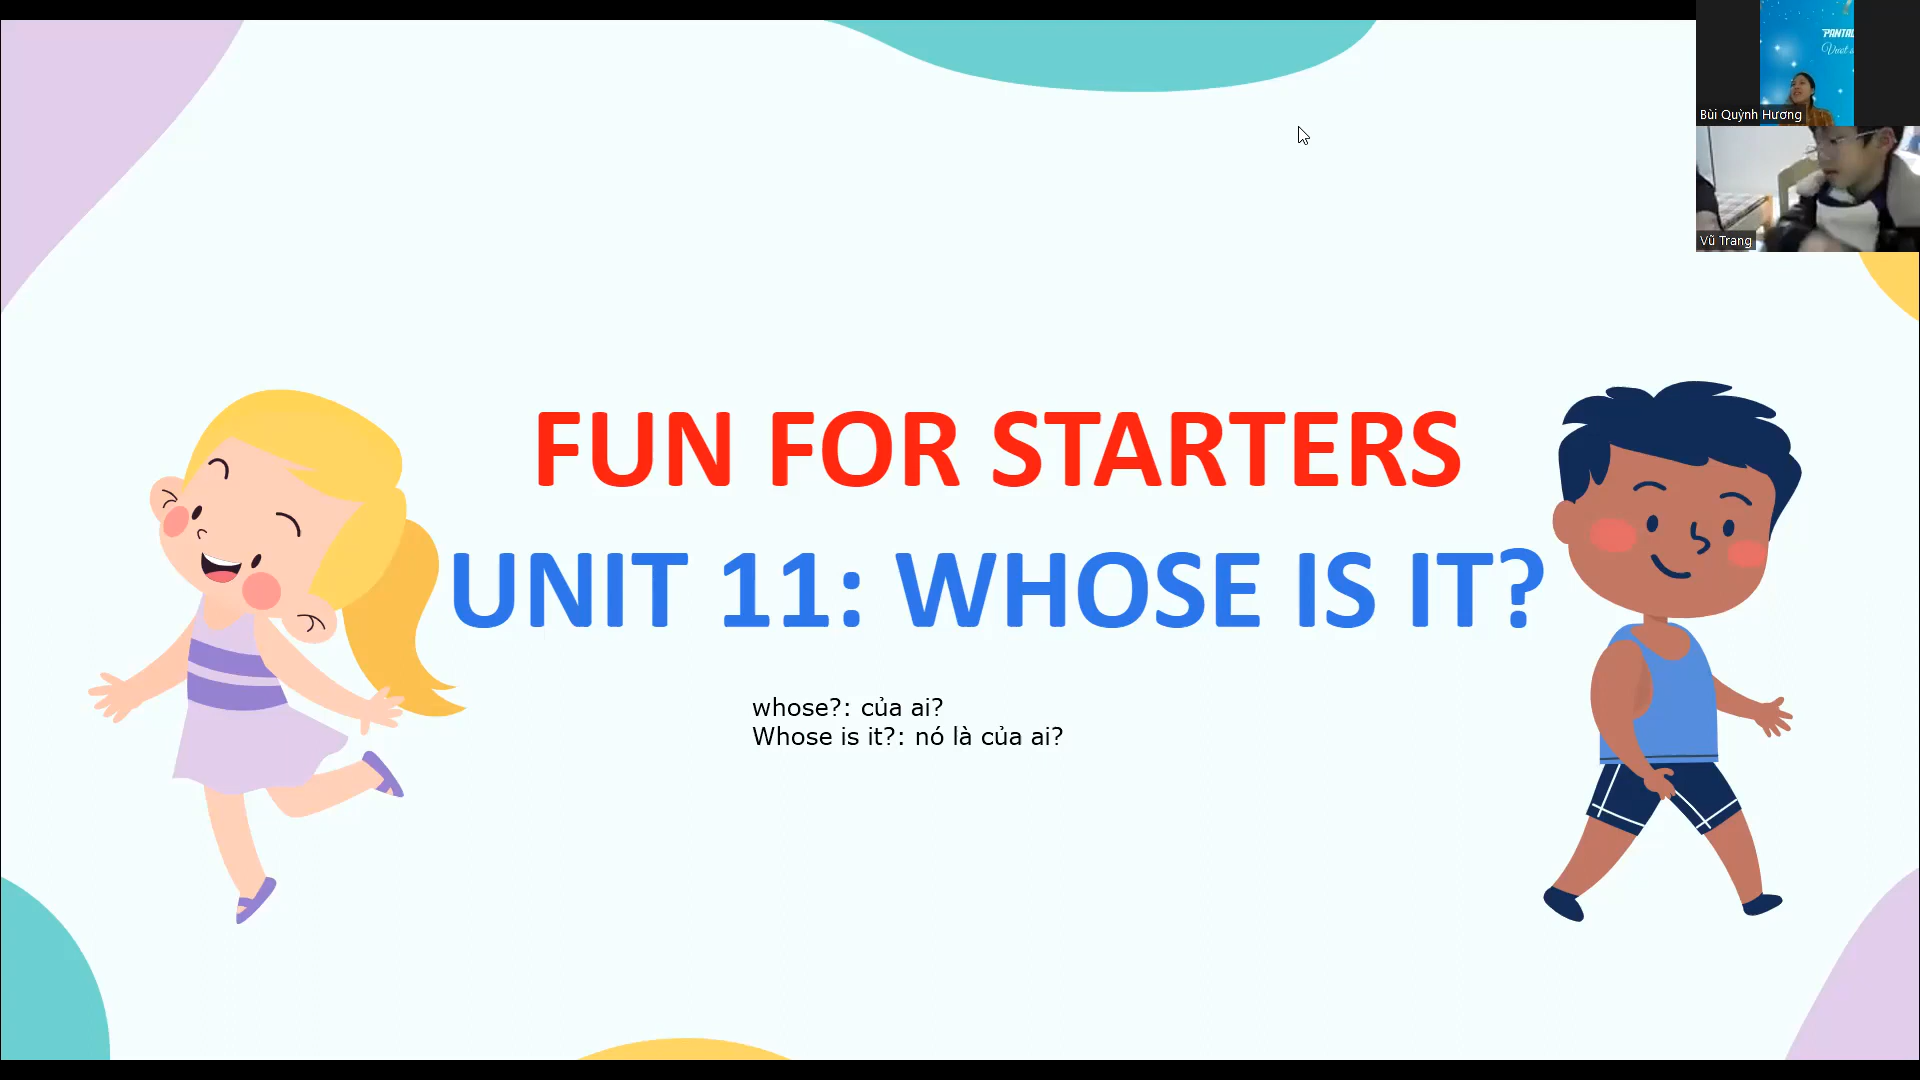 Bùi Quỳnh Hương
Vũ Trang
FUN FOR STARTERS
UNIT 11: WHOSE IS IT?
whose?: của ai?
Whose is it?: nó là của ai?